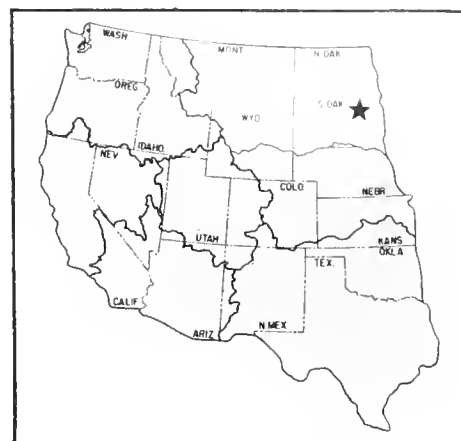 WASH
MONT
N. DAK
OREG
S. DAK
WYO
IDAHO
NEV
COLO
NEBR
UTAH
KANS
OKLA
TEX.
CALIF
ARIZ
N. MEX